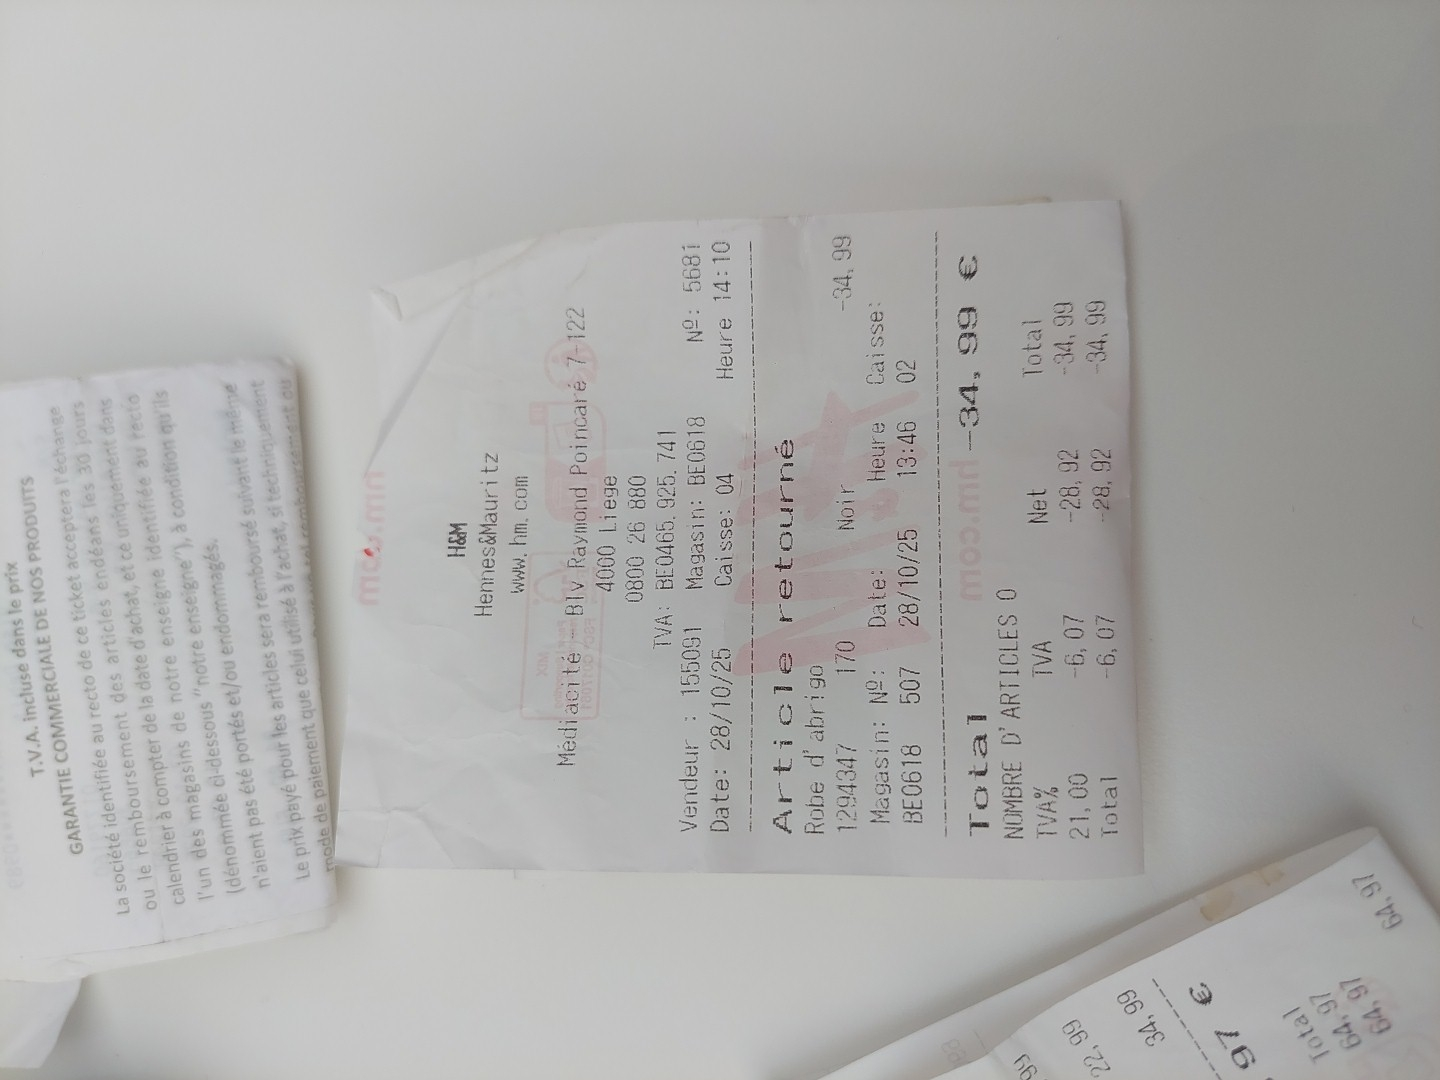 T.V.A. incluse dans le prix
GARANTIE COMMERCIALE DE NOS PRODUITS
La société identifiée au recto de ce ticket acceptera l'échange
ou le remboursement des articles endéans les 30 jours
calendrier à compter de la date d'achat, et ce uniquement dans
l'un des magasins de notre enseigne identifiée au recto
(dénommée ci-dessous "notre enseigne"), à condition qu'ils
n'aient pas été portés et/ou endommagés.
Le prix payé pour les articles sera remboursé suivant le même
mode de paiement que celui utilisé à l'achat, si techniquement
hm.com
H&M
Hennes&Mauritz
www.hm.com
Médiacité - Blv Raymond Poincaré 7-122
4000 Liege
0800 26 880
TVA: BE0465.925.741
Vendeur : 155091 Magasin: BE0618 Nº: 5681
Date: 28/10/25 Caisse: 04 Heure 14:10
Article retourné
Robe d'abrigo
1294347 170 Noir -34,99
Magasin: Nº: Date: Heure Caisse:
BE0618 507 28/10/25 13:46 02
Total -34,99 €
hm.com
NOMBRE D'ARTICLES 0
TVA% TVA Net Total
21,00 -6,07 -28,92 -34,99
Total -6,07 -28,92 -34,99
22,99
34,99
97 €
Total
64,97
64,97
64,97